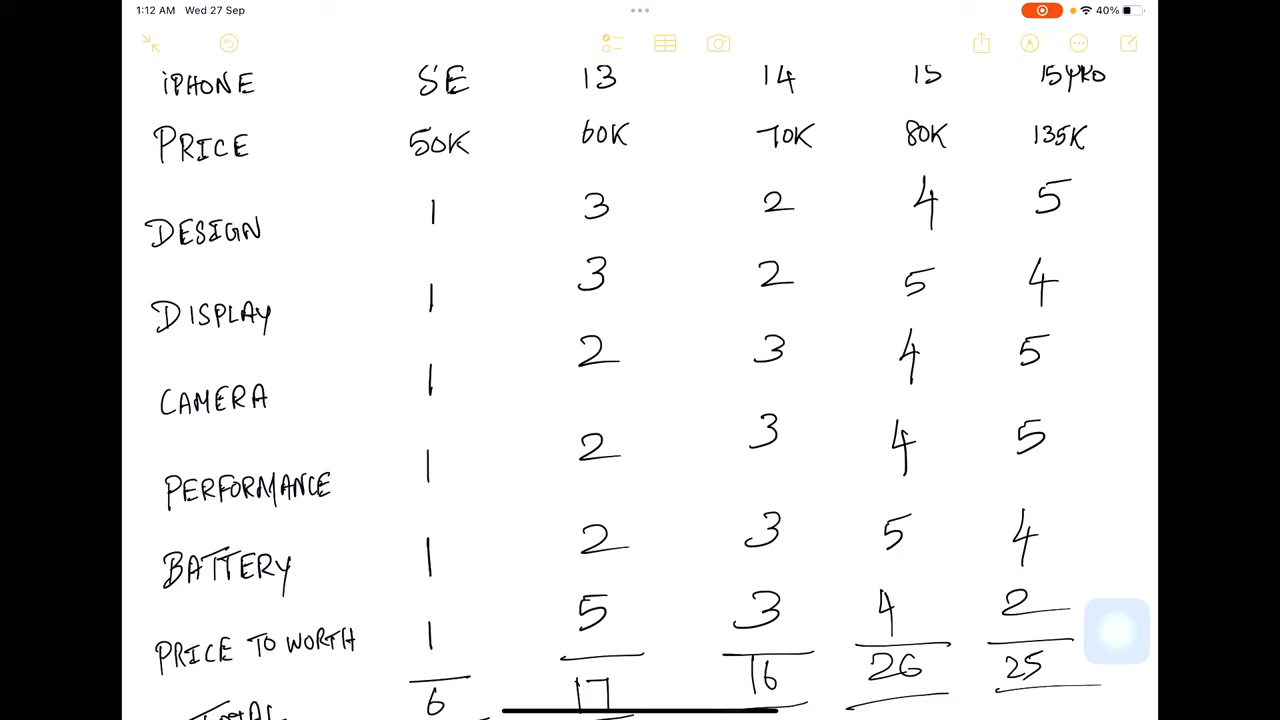 1:12 AM Wed 27 Sep 40%
iPHONE SE 13 14 15 15 PRO
PRICE 50K 60K 70K 80K 135K
DESIGN 1 3 2 4 5
DISPLAY 1 3 2 5 4
CAMERA 1 2 3 4 5
PERFORMANCE 1 2 3 4 5
BATTERY 1 2 3 5 4
PRICE TO WORTH 1 5 3 4 2
TOTAL 6 17 16 26 25